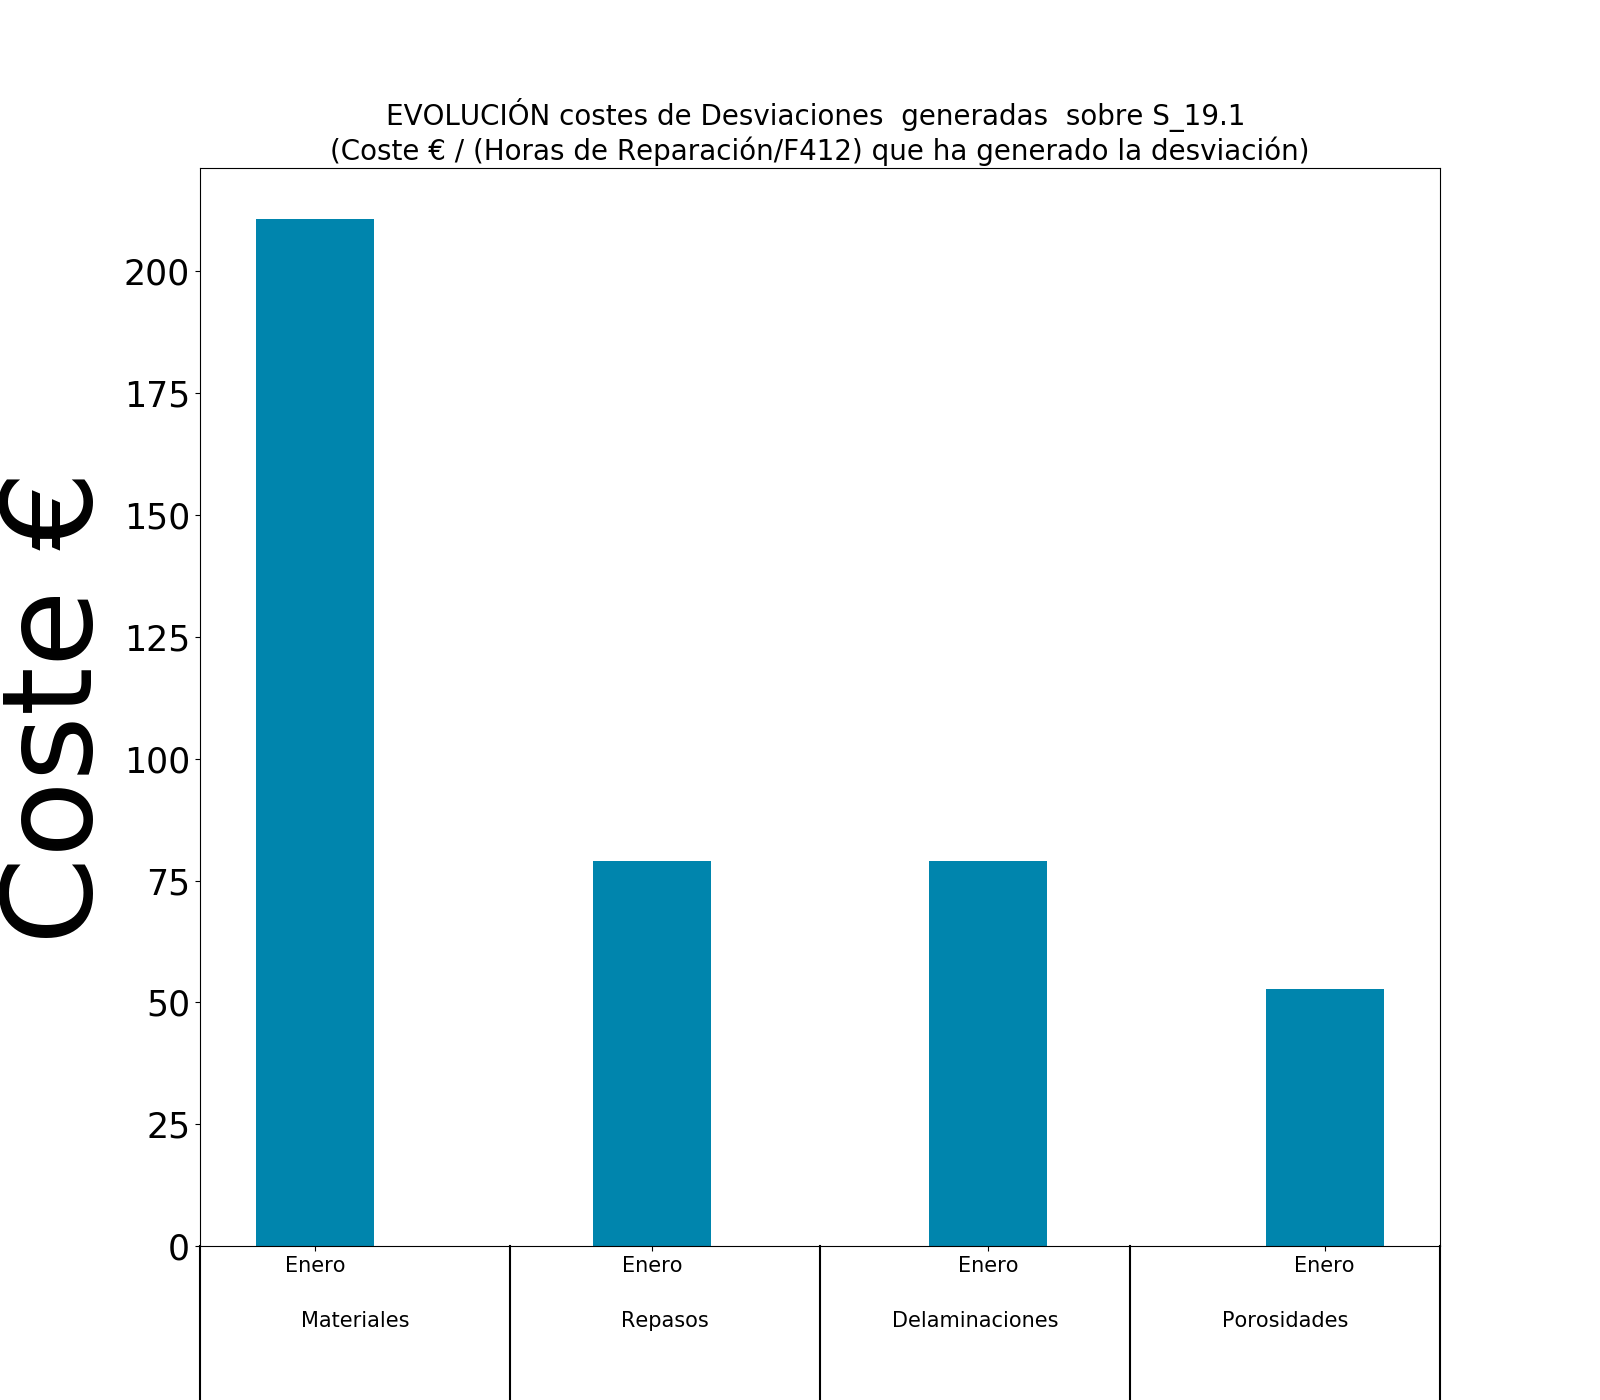 EVOLUCIÓN costes de Desviaciones  generadas  sobre S_19.1
(Coste € / (Horas de Reparación/F412) que ha generado la desviación)
Coste €
200
175
150
125
100
75
50
25
0
Enero Enero Enero Enero
Materiales Repasos Delaminaciones Porosidades